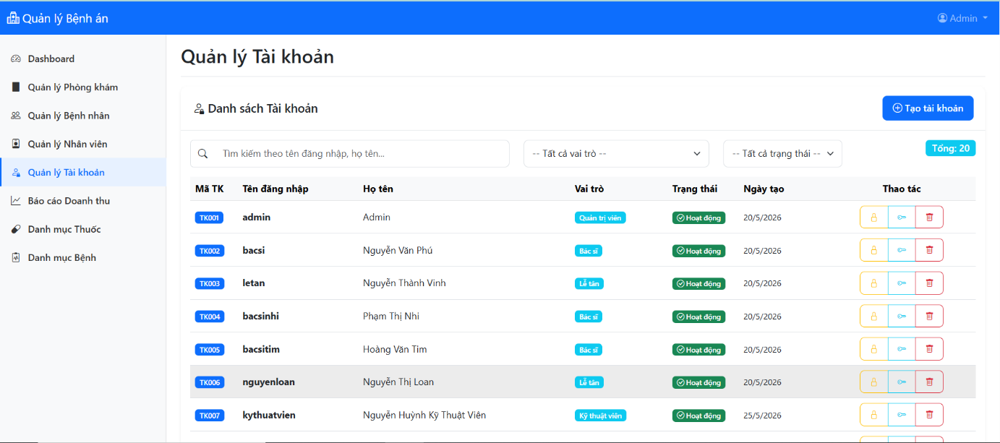 Quản lý Bệnh án
Admin
Dashboard
Quản lý Phòng khám
Quản lý Bệnh nhân
Quản lý Nhân viên
Quản lý Tài khoản
Báo cáo Doanh thu
Danh mục Thuốc
Danh mục Bệnh
Quản lý Tài khoản
Danh sách Tài khoản
Tạo tài khoản
Tìm kiếm theo tên đăng nhập, họ tên...
-- Tất cả vai trò --
-- Tất cả trạng thái --
Tổng: 20
Mã TK Tên đăng nhập Họ tên Vai trò Trạng thái Ngày tạo Thao tác
TK001 admin Admin Quản trị viên Hoạt động 20/5/2026
TK002 bacsi Nguyễn Văn Phú Bác sĩ Hoạt động 20/5/2026
TK003 letan Nguyễn Thành Vinh Lễ tân Hoạt động 20/5/2026
TK004 bacsinhi Phạm Thị Nhi Bác sĩ Hoạt động 20/5/2026
TK005 bacsitim Hoàng Văn Tim Bác sĩ Hoạt động 20/5/2026
TK006 nguyenloan Nguyễn Thị Loan Lễ tân Hoạt động 20/5/2026
TK007 kythuatvien Nguyễn Huỳnh Kỹ Thuật Viên Kỹ thuật viên Hoạt động 25/5/2026